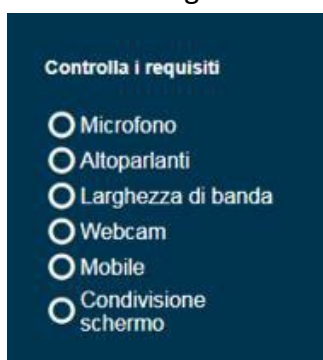 Controlla i requisiti
Microfono
Altoparlanti
Larghezza di banda
Webcam
Mobile
Condivisione
schermo